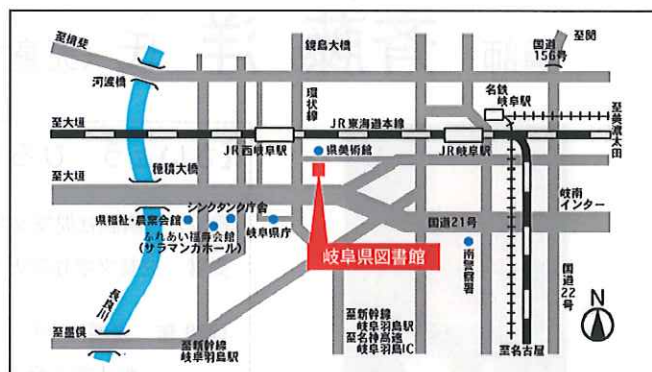 至揖斐
河渡橋
鏡島大橋
環状線
国道
156号
至関
名鉄
岐阜駅
至美濃太田
至大垣
JR西岐阜駅
JR東海道本線
JR岐阜駅
県美術館
穂積大橋
至大垣
岐南
インター
シンクタンク庁舎
県福祉・農業会館
ふれあい福寿会館
(サラマンカホール)
岐阜県庁
国道21号
岐阜県図書館
南警察署
国道22号
長良川
N
至墨俣
至新幹線
岐阜羽島駅
至新幹線
岐阜羽島駅
至名神高速
岐阜羽島IC
至名古屋